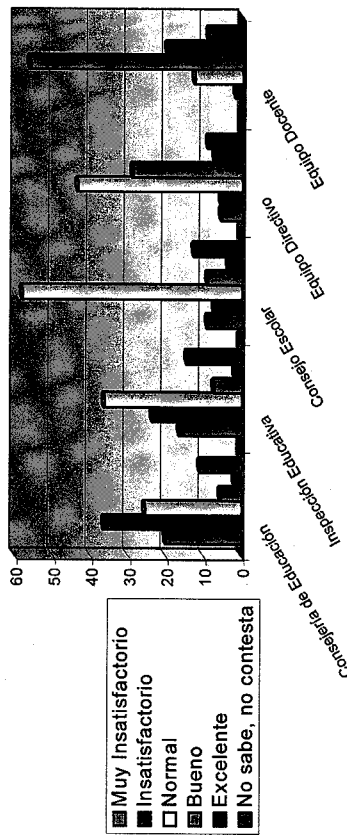 60
50
40
30
20
10
0
Consejería de Educación
Inspección Educativa
Consejo Escolar
Equipo Directivo
Equipo Docente
Muy Insatisfactorio
Insatisfactorio
Normal
Bueno
Excelente
No sabe, no contesta